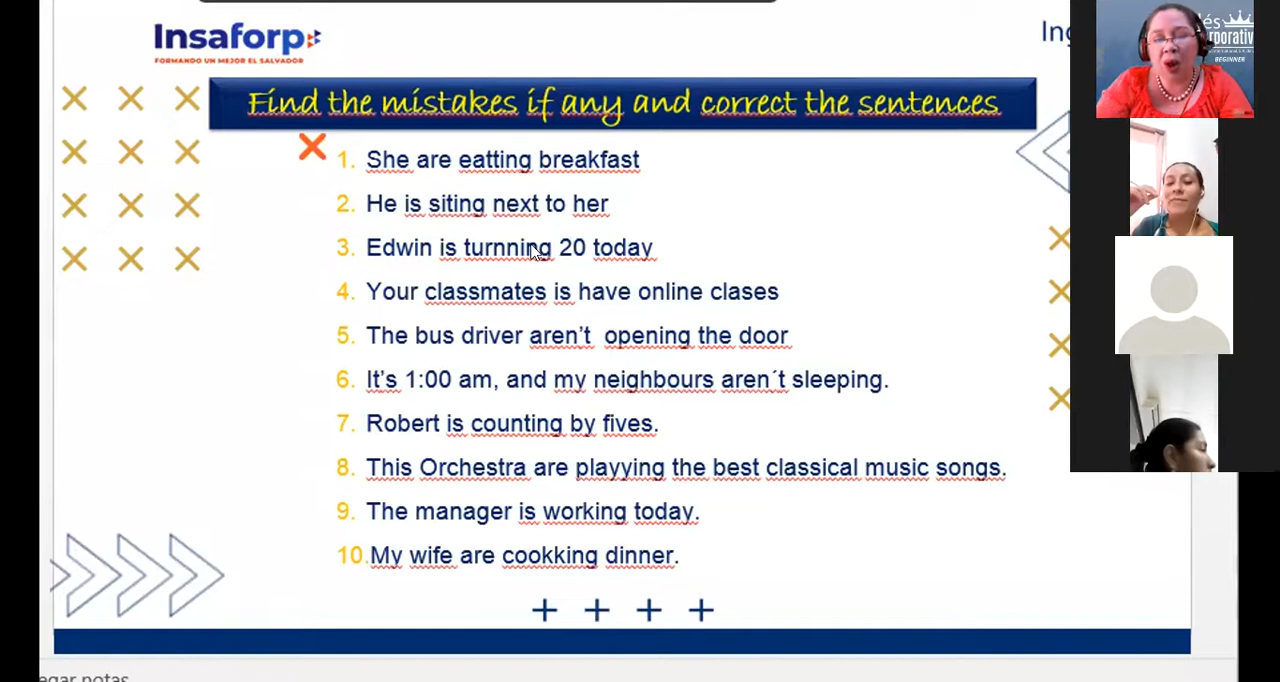 Insaforp
FORMANDO UN MEJOR EL SALVADOR
Find the mistakes if any and correct the sentences
1. She are eatting breakfast
2. He is siting next to her
3. Edwin is turnning 20 today
4. Your classmates is have online clases
5. The bus driver aren’t opening the door
6. It’s 1:00 am, and my neighbours aren´t sleeping.
7. Robert is counting by fives.
8. This Orchestra are playying the best classical music songs.
9. The manager is working today.
10. My wife are cookking dinner.
BEGINNER